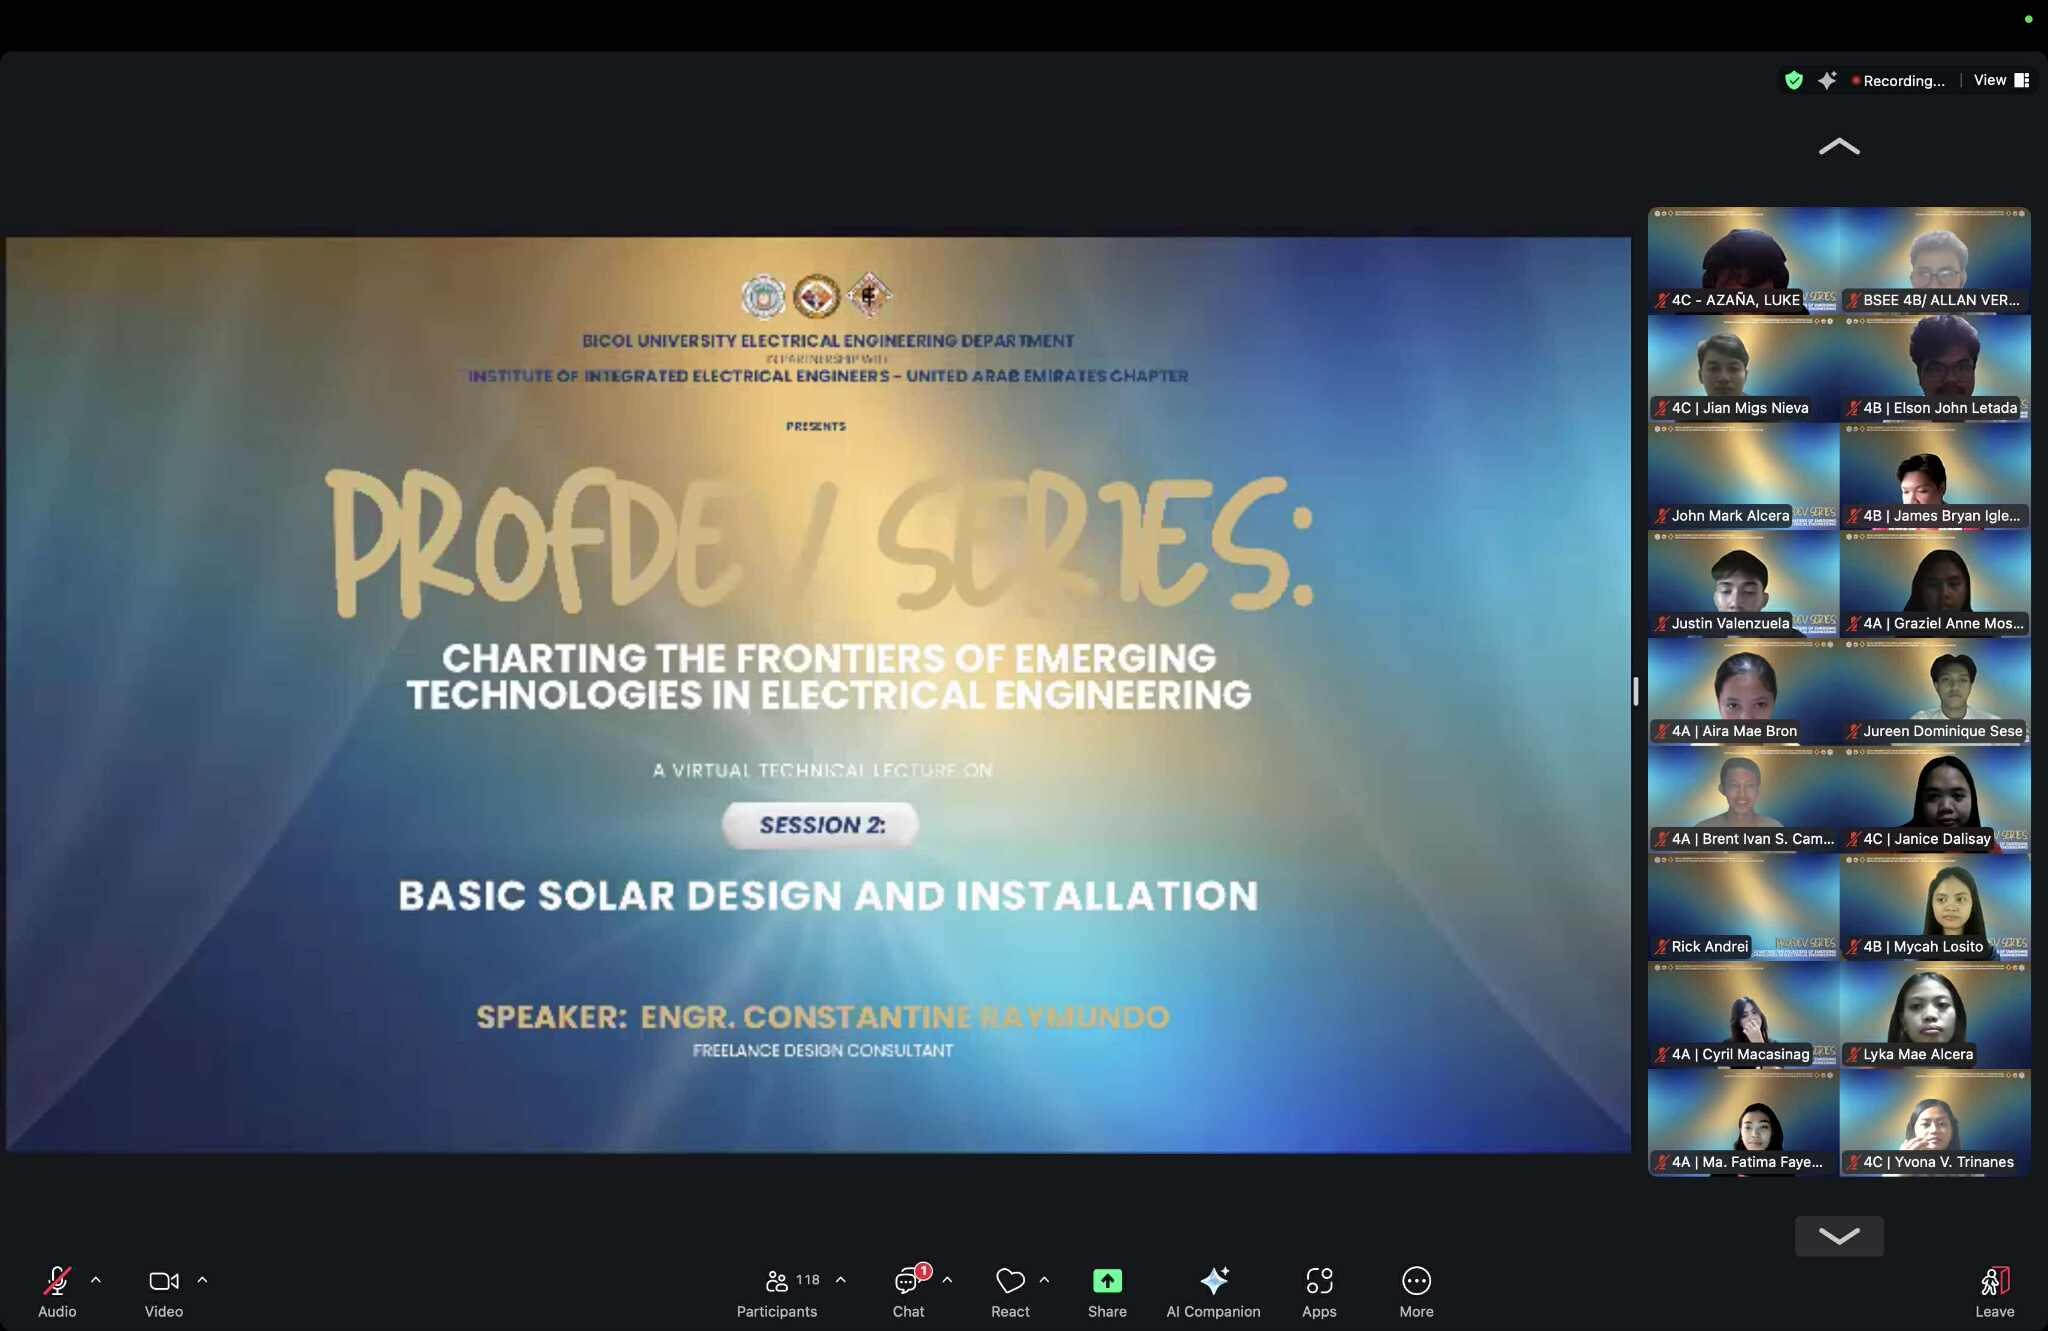 Recording...
View
BICOL UNIVERSITY ELECTRICAL ENGINEERING DEPARTMENT
IN PARTNERSHIP WITH
INSTITUTE OF INTEGRATED ELECTRICAL ENGINEERS - UNITED ARAB EMIRATES CHAPTER
PRESENTS
PROFDEV SERIES:
CHARTING THE FRONTIERS OF EMERGING
TECHNOLOGIES IN ELECTRICAL ENGINEERING
A VIRTUAL TECHNICAL LECTURE ON
SESSION 2:
BASIC SOLAR DESIGN AND INSTALLATION
SPEAKER: ENGR. CONSTANTINE RAYMUNDO
FREELANCE DESIGN CONSULTANT
4C - AZAÑA, LUKE
BSEE 4B/ ALLAN VER...
4C | Jian Migs Nieva
4B | Elson John Letada
John Mark Alcera
4B | James Bryan Igle...
Justin Valenzuela
4A | Graziel Anne Mos...
4A | Aira Mae Bron
Jureen Dominique Sese
4A | Brent Ivan S. Cam...
4C | Janice Dalisay
Rick Andrei
4B | Mycah Losito
4A | Cyril Macasinag
Lyka Mae Alcera
4A | Ma. Fatima Faye...
4C | Yvona V. Trinanes
Audio
Video
118
Participants
1
Chat
React
Share
AI Companion
Apps
More
Leave